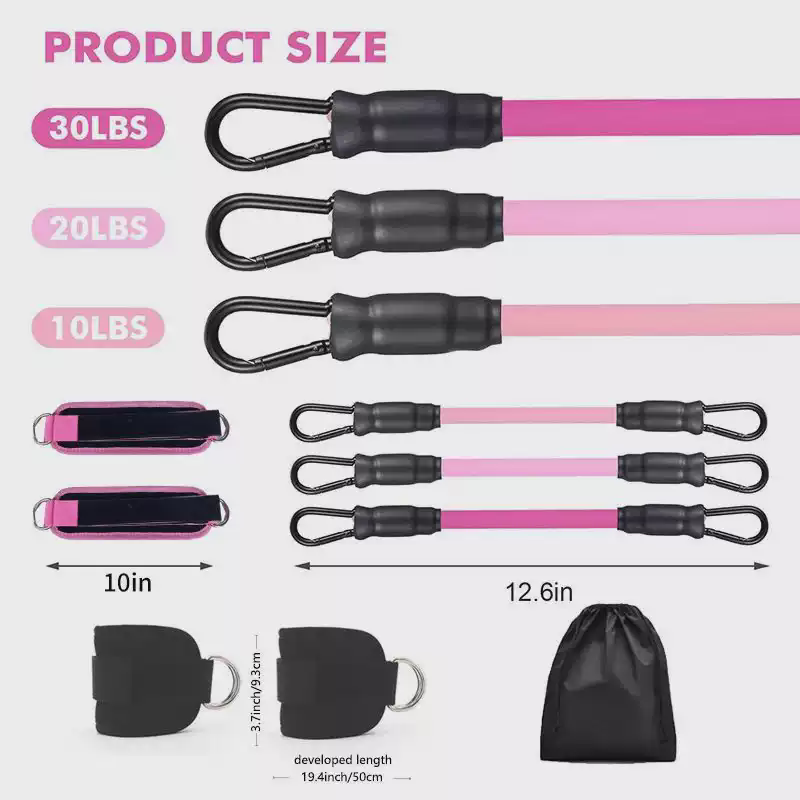 PRODUCT SIZE
30LBS
20LBS
10LBS
10in
12.6in
3.7inch/9.3cm
developed length
19.4inch/50cm